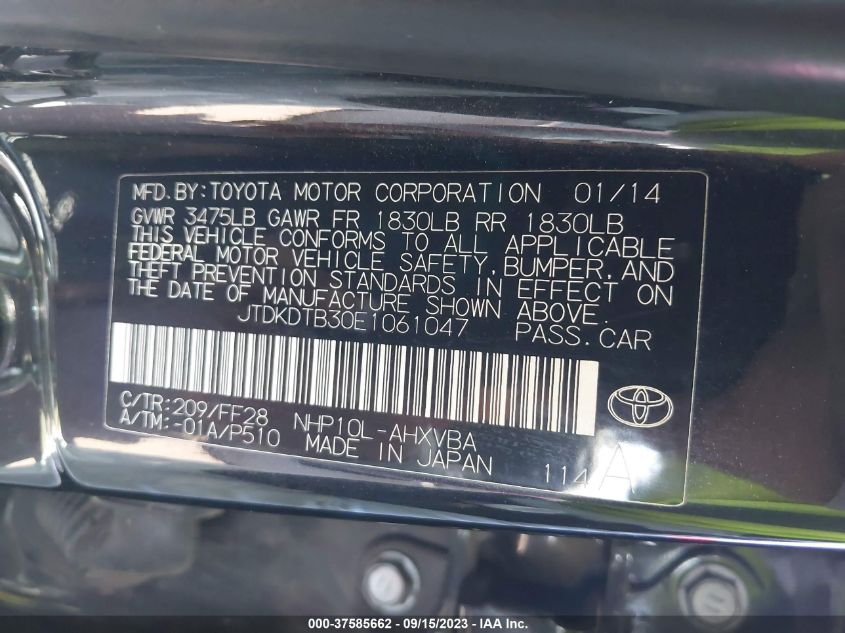 MFD.BY:TOYOTA MOTOR CORPORATION 01/14
GVWR 3475LB GAWR FR 1830LB RR 1830LB
THIS VEHICLE CONFORMS TO ALL APPLICABLE
FEDERAL MOTOR VEHICLE SAFETY, BUMPER, AND
THEFT PREVENTION STANDARDS IN EFFECT ON
THE DATE OF MANUFACTURE SHOWN ABOVE.
JTDKDTB30E1061047 PASS.CAR
C/TR:209/FF28 NHP10L-AHXVBA
A/TM:-01A/P510 MADE IN JAPAN
114 A
000-37585662 / 09/15/2023 - © IAA Inc.